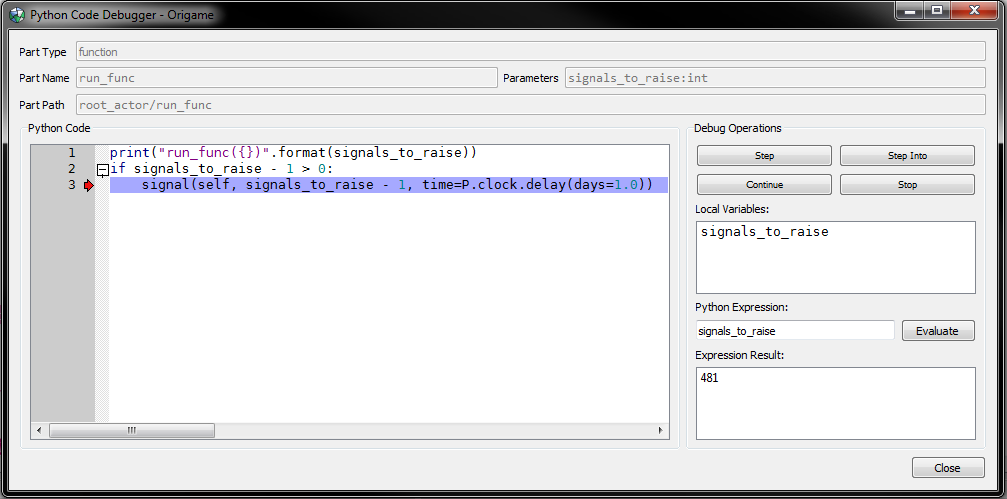 Python Code Debugger - Origame
Part Type function
Part Name run_func Parameters signals_to_raise:int
Part Path root_actor/run_func
Python Code
1 print("run_func({})".format(signals_to_raise))
2 if signals_to_raise - 1 > 0:
3 signal(self, signals_to_raise - 1, time=P.clock.delay(days=1.0))
Debug Operations
Step Step Into
Continue Stop
Local Variables:
signals_to_raise
Python Expression:
signals_to_raise Evaluate
Expression Result:
481
Close